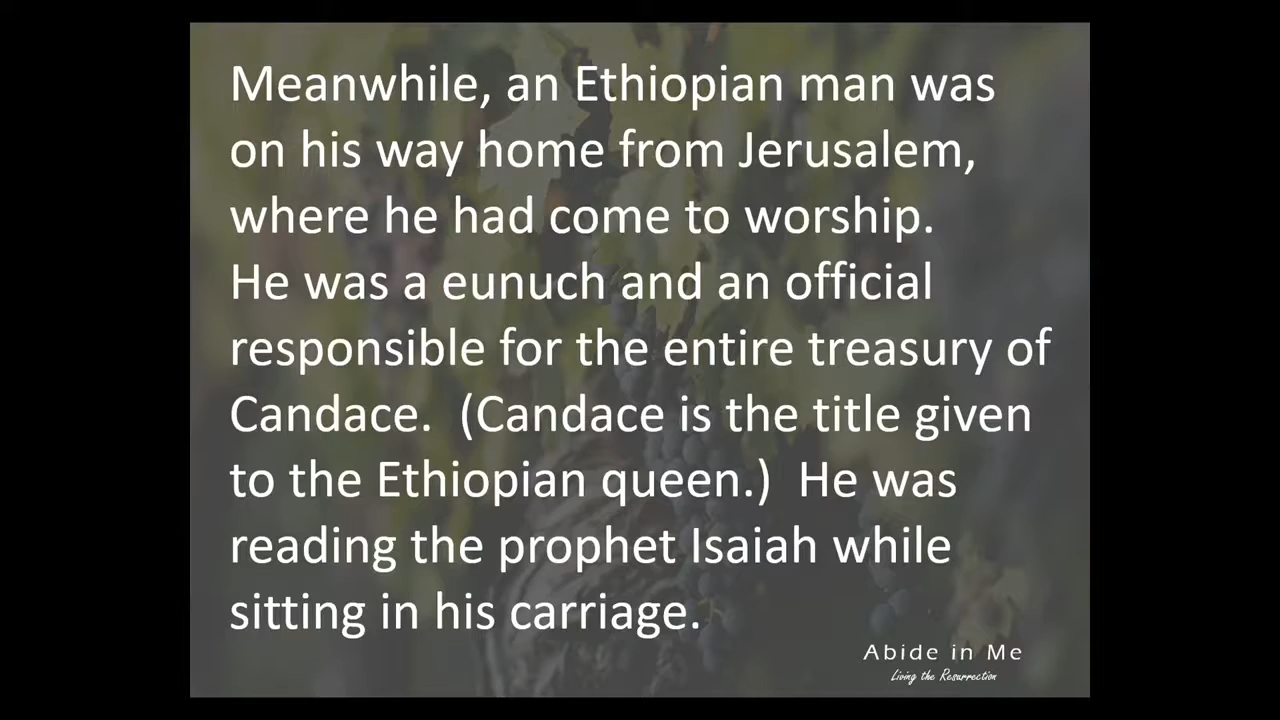 Meanwhile, an Ethiopian man was
on his way home from Jerusalem,
where he had come to worship.
He was a eunuch and an official
responsible for the entire treasury of
Candace.  (Candace is the title given
to the Ethiopian queen.)  He was
reading the prophet Isaiah while
sitting in his carriage.
Abide in Me
Living the Resurrection